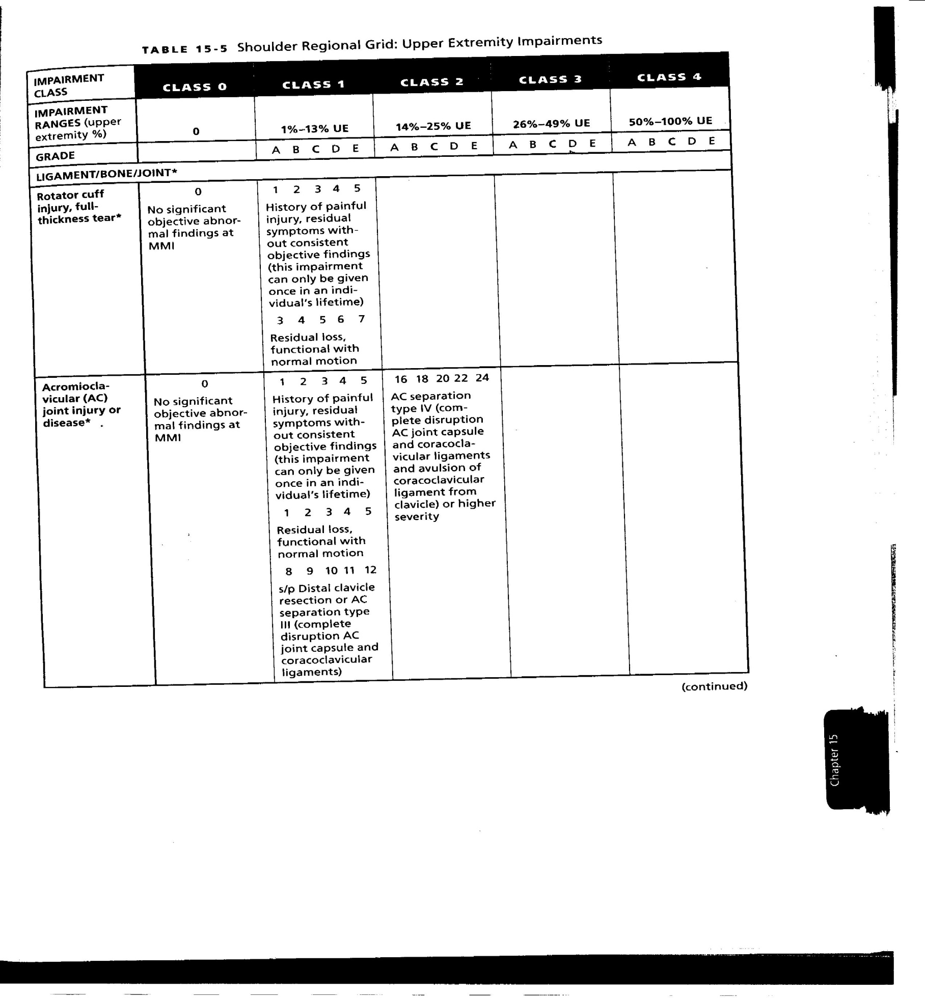 TABLE 15-5 Shoulder Regional Grid: Upper Extremity Impairments
IMPAIRMENT
CLASS
CLASS 0
CLASS 1
CLASS 2
CLASS 3
CLASS 4
IMPAIRMENT
RANGES (upper
extremity %)
0
1%–13% UE
14%–25% UE
26%–49% UE
50%–100% UE
GRADE
A B C D E
A B C D E
A B C D E
A B C D E
LIGAMENT/BONE/JOINT*
Rotator cuff
injury, full-
thickness tear*
0
No significant
objective abnor-
mal findings at
MMI
1 2 3 4 5
History of painful
injury, residual
symptoms with-
out consistent
objective findings
(this impairment
can only be given
once in an indi-
vidual's lifetime)
3 4 5 6 7
Residual loss,
functional with
normal motion
Acromiocla-
vicular (AC)
joint injury or
disease*
0
No significant
objective abnor-
mal findings at
MMI
1 2 3 4 5
History of painful
injury, residual
symptoms with-
out consistent
objective findings
(this impairment
can only be given
once in an indi-
vidual's lifetime)
1 2 3 4 5
Residual loss,
functional with
normal motion
8 9 10 11 12
s/p Distal clavicle
resection or AC
separation type
III (complete
disruption AC
joint capsule and
coracoclavicular
ligaments)
16 18 20 22 24
AC separation
type IV (com-
plete disruption
AC joint capsule
and coracocla-
vicular ligaments
and avulsion of
coracoclavicular
ligament from
clavicle) or higher
severity
(continued)
Chapter 15